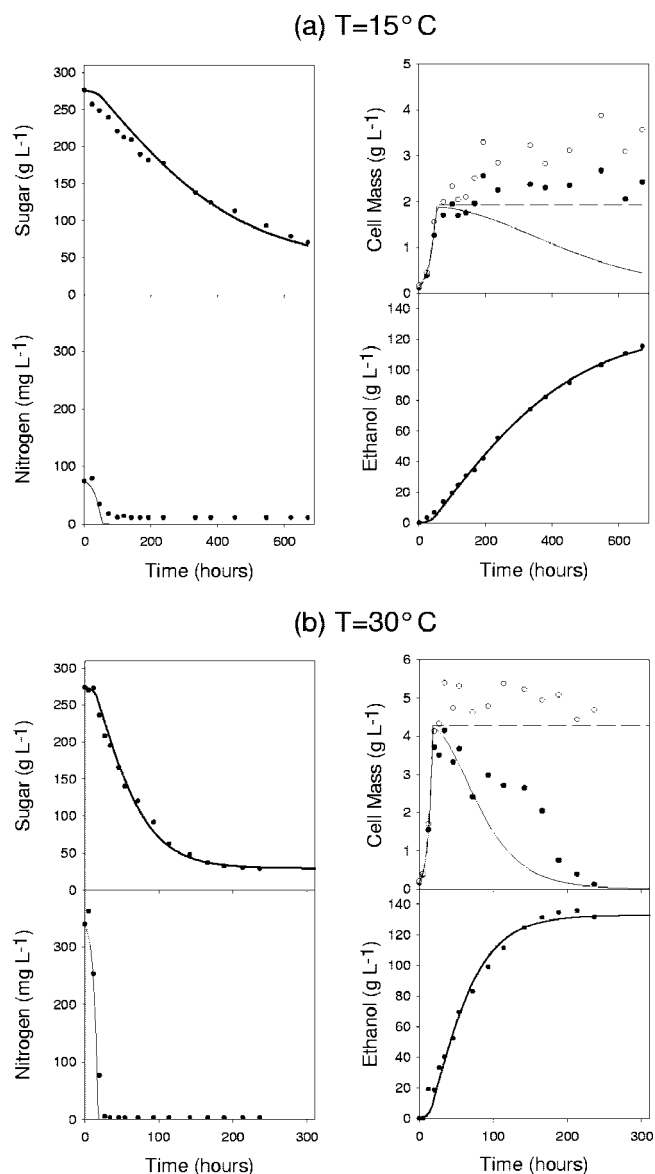 (a) T=15° C
300
250
200
150
100
50
0
Sugar (g L-1)
5
4
3
2
1
0
Cell Mass (g L-1)
300
200
100
0
Nitrogen (mg L-1)
0 200 400 600
Time (hours)
140
120
100
80
60
40
20
0
Ethanol (g L-1)
0 200 400 600
Time (hours)
(b) T=30° C
300
250
200
150
100
50
0
Sugar (g L-1)
6
5
4
3
2
1
0
Cell Mass (g L-1)
300
200
100
0
Nitrogen (mg L-1)
0 100 200 300
Time (hours)
140
120
100
80
60
40
20
0
Ethanol (g L-1)
0 100 200 300
Time (hours)